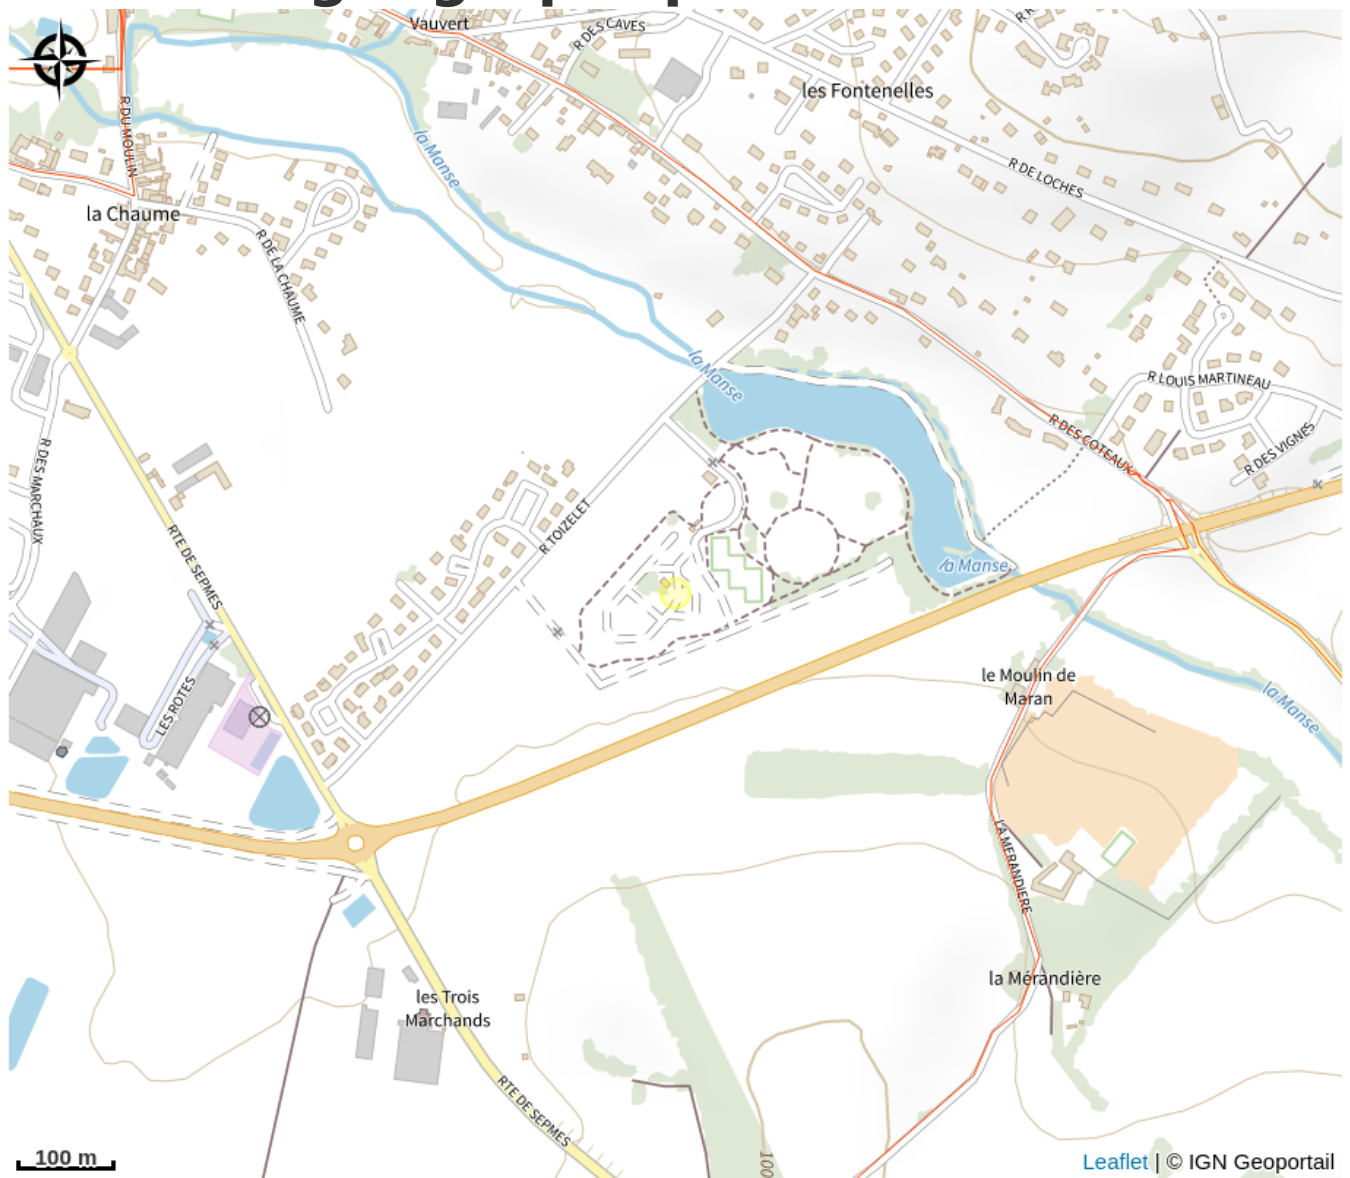 Vauvert
R DES CAVES
les Fontenelles
R DU MOULIN
la Manse
R DE LOCHES
la Chaume
R DE LA CHAUME
la Manse
R LOUIS MARTINEAU
R DES COTEAUX
R DES VIGNES
R DES MARCHAUX
R TOIZELET
RTE DE SEPMES
la Manse
le Moulin de
Maran
la Manse
LES ROTES
LA MERANDIERE
la Mérandière
les Trois
Marchands
RTE DE SEPMES
100
100 m
Leaflet | © IGN Geoportail